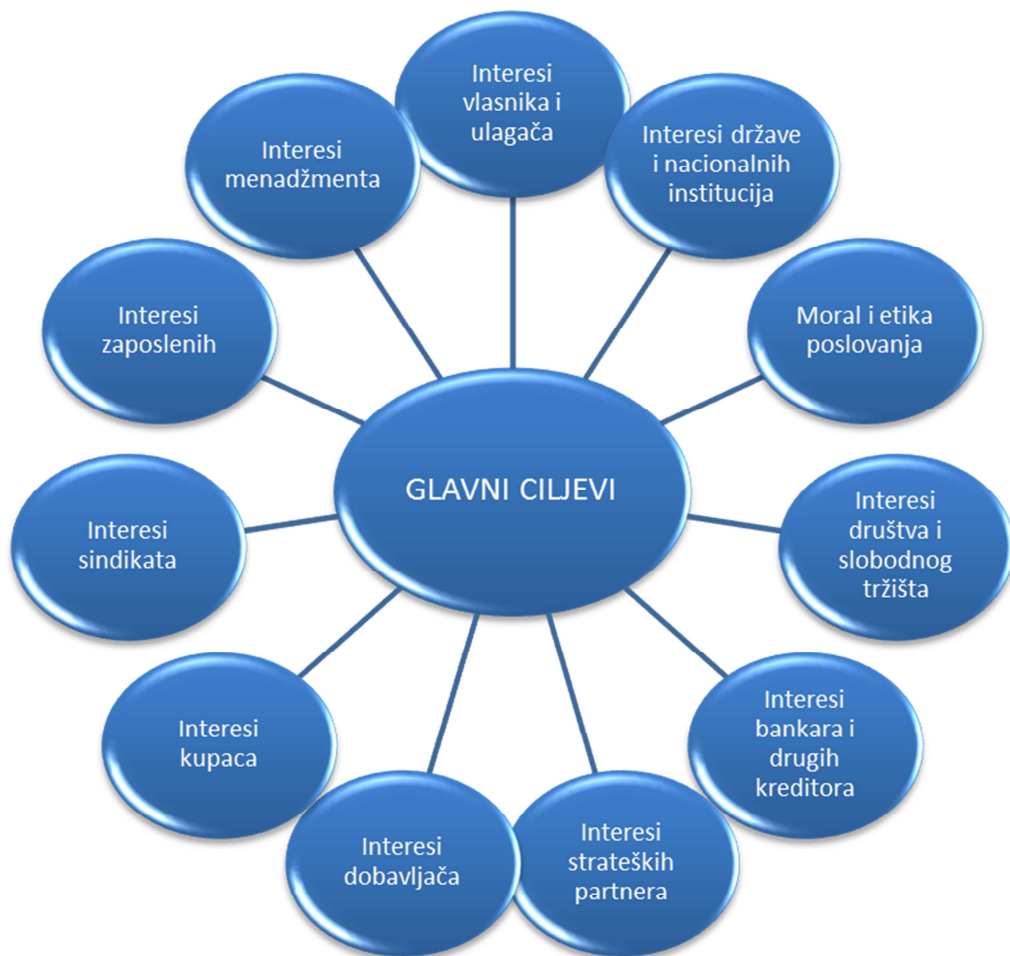 Interesi
vlasnika i
ulagača
Interesi države
i nacionalnih
institucija
Moral i etika
poslovanja
Interesi
društva i
slobodnog
tržišta
Interesi
bankara i
drugih
kreditora
Interesi
strateških
partnera
Interesi
dobavljača
Interesi
kupaca
Interesi
sindikata
Interesi
zaposlenih
Interesi
menadžmenta
GLAVNI CILJEVI